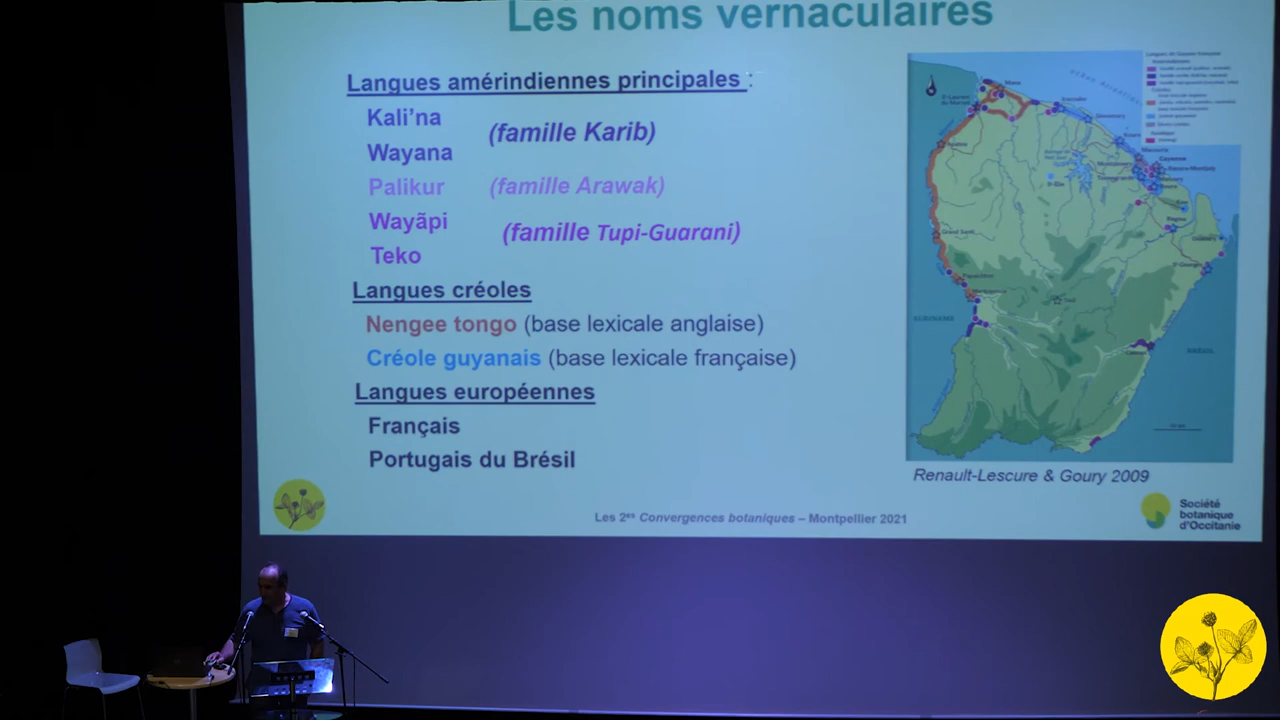 Les noms vernaculaires
Langues amérindiennes principales :
Kali'na
Wayana
(famille Karib)
Palikur
(famille Arawak)
Wayãpi
Teko
(famille Tupi-Guarani)
Langues créoles
Nengee tongo (base lexicale anglaise)
Créole guyanais (base lexicale française)
Langues européennes
Français
Portugais du Brésil
SURINAME
BRÉSIL
Renault-Lescure & Goury 2009
Les 2es Convergences botaniques – Montpellier 2021
Société
botanique
d'Occitanie